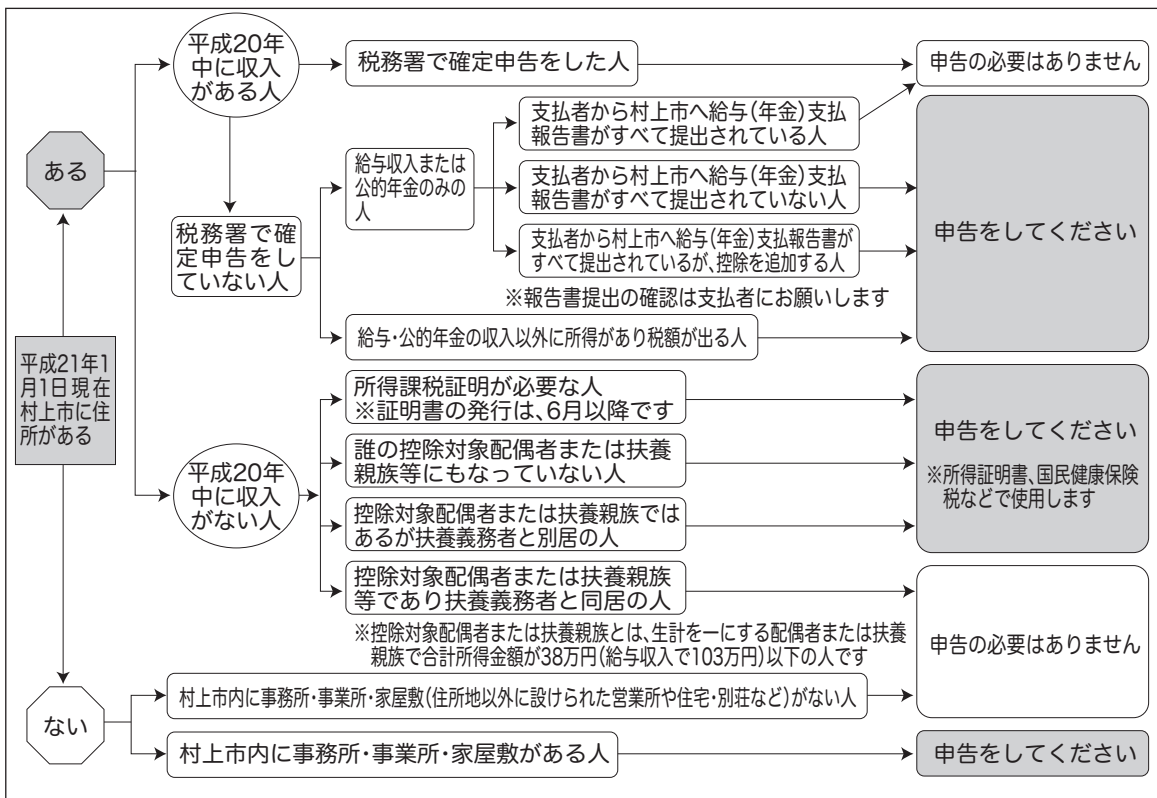 平成20年
中に収入
がある人
税務署で確定申告をした人
申告の必要はありません
ある
給与収入または
公的年金のみの
人
支払者から村上市へ給与(年金)支払
報告書がすべて提出されている人
支払者から村上市へ給与(年金)支払
報告書がすべて提出されていない人
支払者から村上市へ給与(年金)支払報告書が
すべて提出されているが、控除を追加する人
※報告書提出の確認は支払者にお願いします
申告をしてください
税務署で確
定申告をし
ていない人
給与・公的年金の収入以外に所得があり税額が出る人
平成21年1
月1日現在
村上市に住
所がある
平成20年
中に収入
がない人
所得課税証明が必要な人
※証明書の発行は、6月以降です
誰の控除対象配偶者または扶養
親族等にもなっていない人
控除対象配偶者または扶養親族では
あるが扶養義務者と別居の人
申告をしてください
※所得証明書、国民健康保険
税などで使用します
控除対象配偶者または扶養親族
等であり扶養義務者と同居の人
※控除対象配偶者または扶養親族とは、生計を一にする配偶者または扶養
親族で合計所得金額が38万円(給与収入で103万円)以下の人です
申告の必要はありません
ない
村上市内に事務所・事業所・家屋敷(住所地以外に設けられた営業所や住宅・別荘など)がない人
村上市内に事務所・事業所・家屋敷がある人
申告をしてください